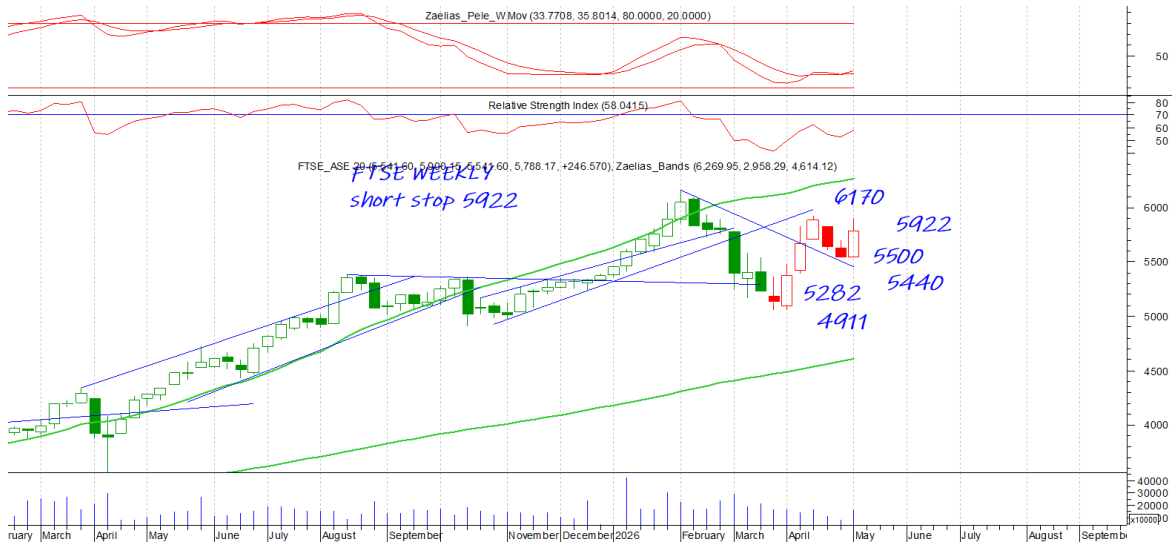 Zaelias_Pele_W.Mov (33.7708, 35.8014, 80.0000, 20.0000)
50
Relative Strength Index (58.0415)
80
70
60
50
FTSE_ASE 20 (5,541.60, 5,900.15, 5,541.60, 5,788.17, +246.570), Zaelias_Bands (6,269.95, 2,958.29, 4,614.12)
FTSE WEEKLY
short stop 5922
6170
5922
5500
5440
5282
4911
6000
5500
5000
4500
4000
40000
30000
20000
x10000
ruary March April May June July August September November December 2026 February March April May June July August Septemb